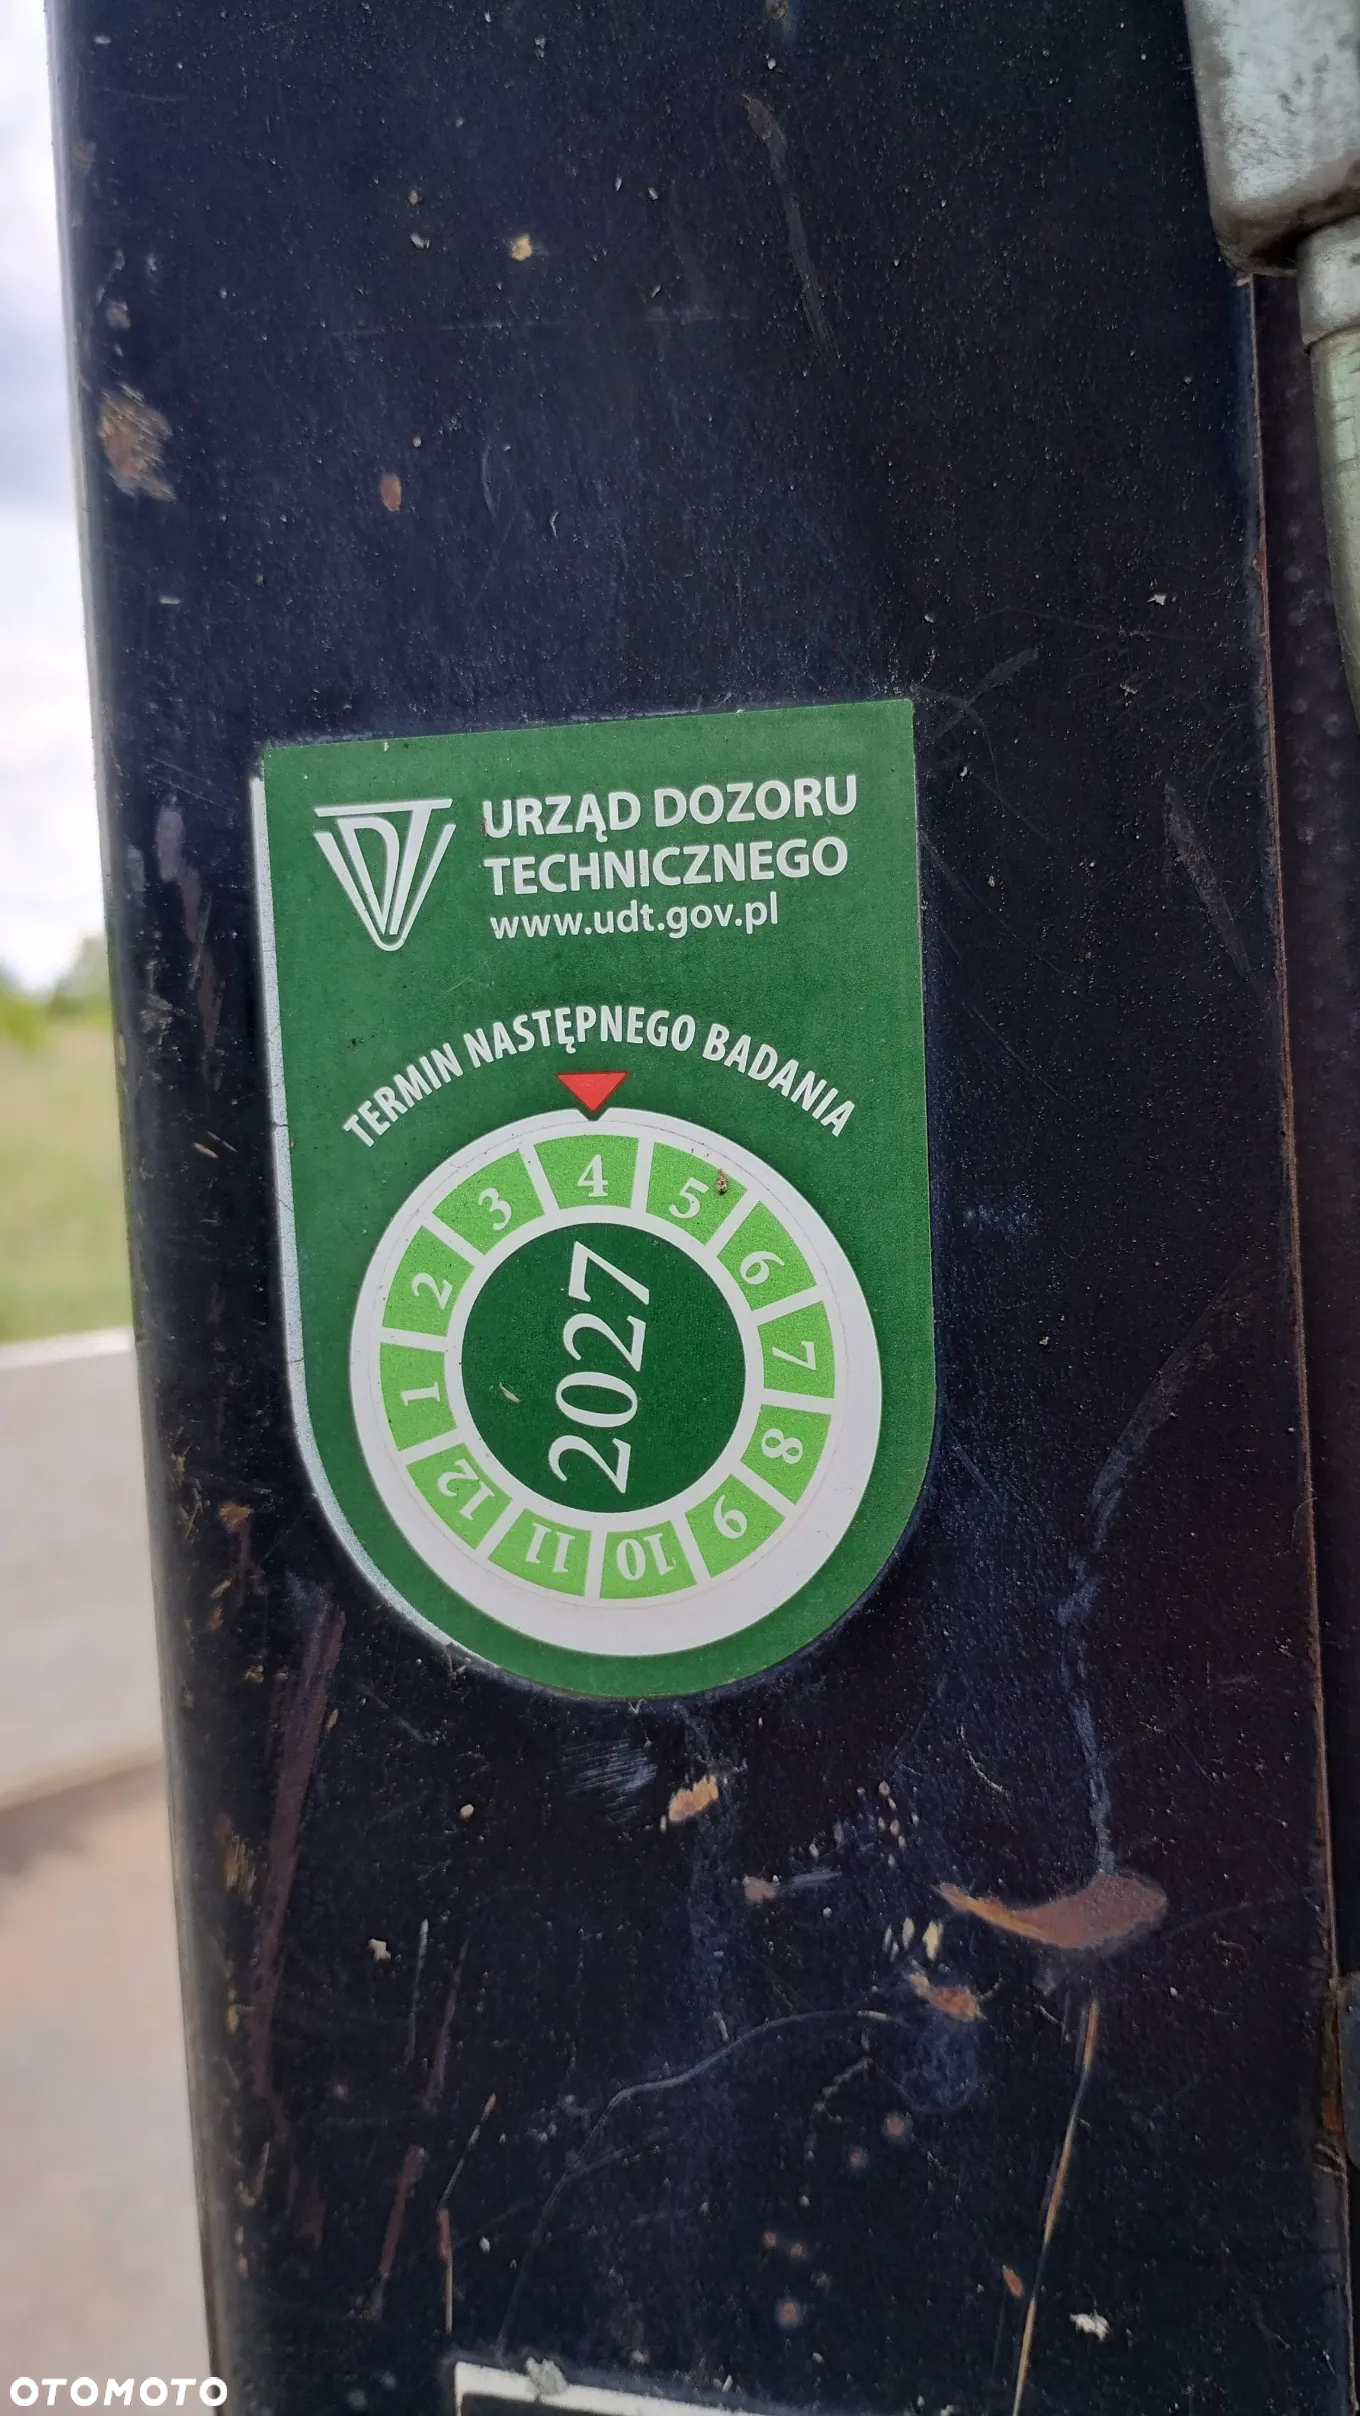 URZĄD DOZORU
TECHNICZNEGO
www.udt.gov.pl
TERMIN NASTĘPNEGO BADANIA
1 2 3 4 5 6 7 8 9 10 11 12
2027
OTOMOTO